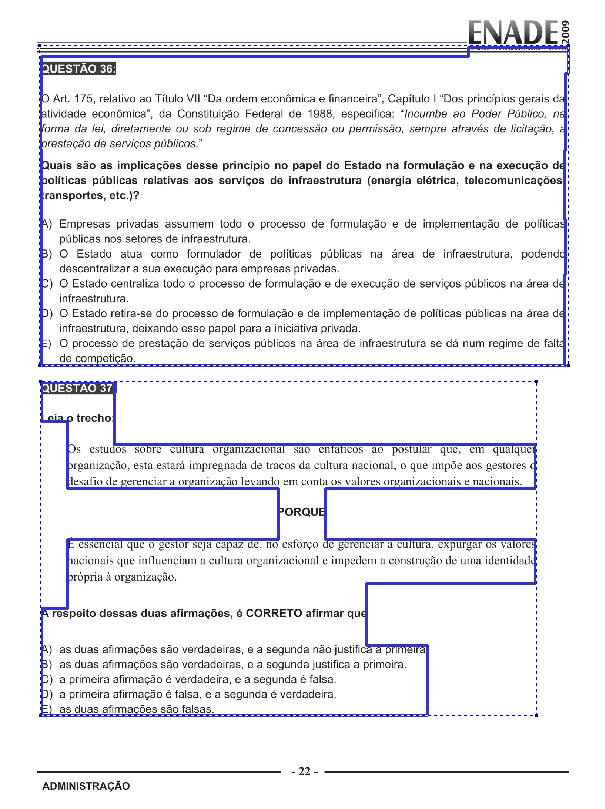 ENADE 2009
QUESTÃO 36:
O Art. 175, relativo ao Título VII “Da ordem econômica e financeira”, Capítulo I “Dos princípios gerais da
atividade econômica”, da Constituição Federal de 1988, especifica: “Incumbe ao Poder Público, na
forma da lei, diretamente ou sob regime de concessão ou permissão, sempre através de licitação, a
prestação de serviços públicos.”
Quais são as implicações desse princípio no papel do Estado na formulação e na execução de
políticas públicas relativas aos serviços de infraestrutura (energia elétrica, telecomunicações,
transportes, etc.)?
A) Empresas privadas assumem todo o processo de formulação e de implementação de políticas
públicas nos setores de infraestrutura.
B) O Estado atua como formulador de políticas públicas na área de infraestrutura, podendo
descentralizar a sua execução para empresas privadas.
C) O Estado centraliza todo o processo de formulação e de execução de serviços públicos na área de
infraestrutura.
D) O Estado retira-se do processo de formulação e de implementação de políticas públicas na área de
infraestrutura, deixando esse papel para a iniciativa privada.
E) O processo de prestação de serviços públicos na área de infraestrutura se dá num regime de falta
de competição.
QUESTÃO 37
Leia o trecho:
Os estudos sobre cultura organizacional são enfáticos ao postular que, em qualquer
organização, esta estará impregnada de traços da cultura nacional, o que impõe aos gestores o
desafio de gerenciar a organização levando em conta os valores organizacionais e nacionais.
PORQUE
É essencial que o gestor seja capaz de, no esforço de gerenciar a cultura, expurgar os valores
nacionais que influenciam a cultura organizacional e impedem a construção de uma identidade
própria à organização.
A respeito dessas duas afirmações, é CORRETO afirmar que
A) as duas afirmações são verdadeiras, e a segunda não justifica a primeira.
B) as duas afirmações são verdadeiras, e a segunda justifica a primeira.
C) a primeira afirmação é verdadeira, e a segunda é falsa.
D) a primeira afirmação é falsa, e a segunda é verdadeira.
E) as duas afirmações são falsas.
- 22 -
ADMINISTRAÇÃO